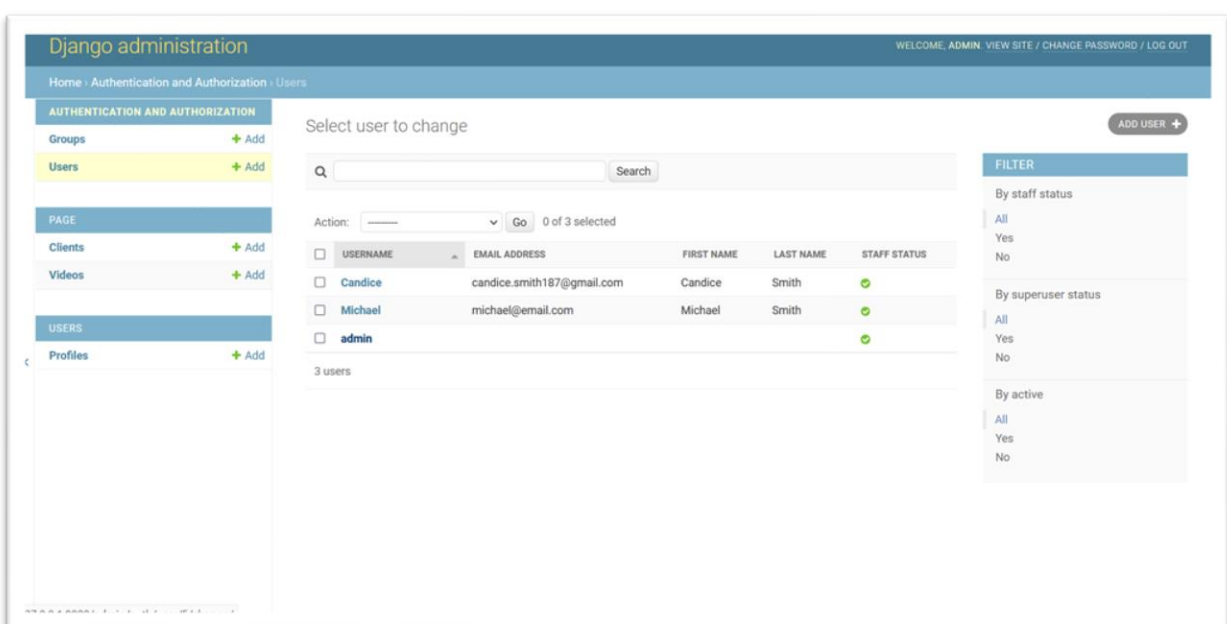 Django administration
WELCOME, ADMIN. VIEW SITE / CHANGE PASSWORD / LOG OUT
Home › Authentication and Authorization › Users
AUTHENTICATION AND AUTHORIZATION
Groups + Add
Users + Add
PAGE
Clients + Add
Videos + Add
USERS
Profiles + Add
Select user to change
ADD USER +
Search
Action: --------- Go 0 of 3 selected
USERNAME EMAIL ADDRESS FIRST NAME LAST NAME STAFF STATUS
Candice candice.smith187@gmail.com Candice Smith
Michael michael@email.com Michael Smith
admin
3 users
FILTER
By staff status
All
Yes
No
By superuser status
All
Yes
No
By active
All
Yes
No